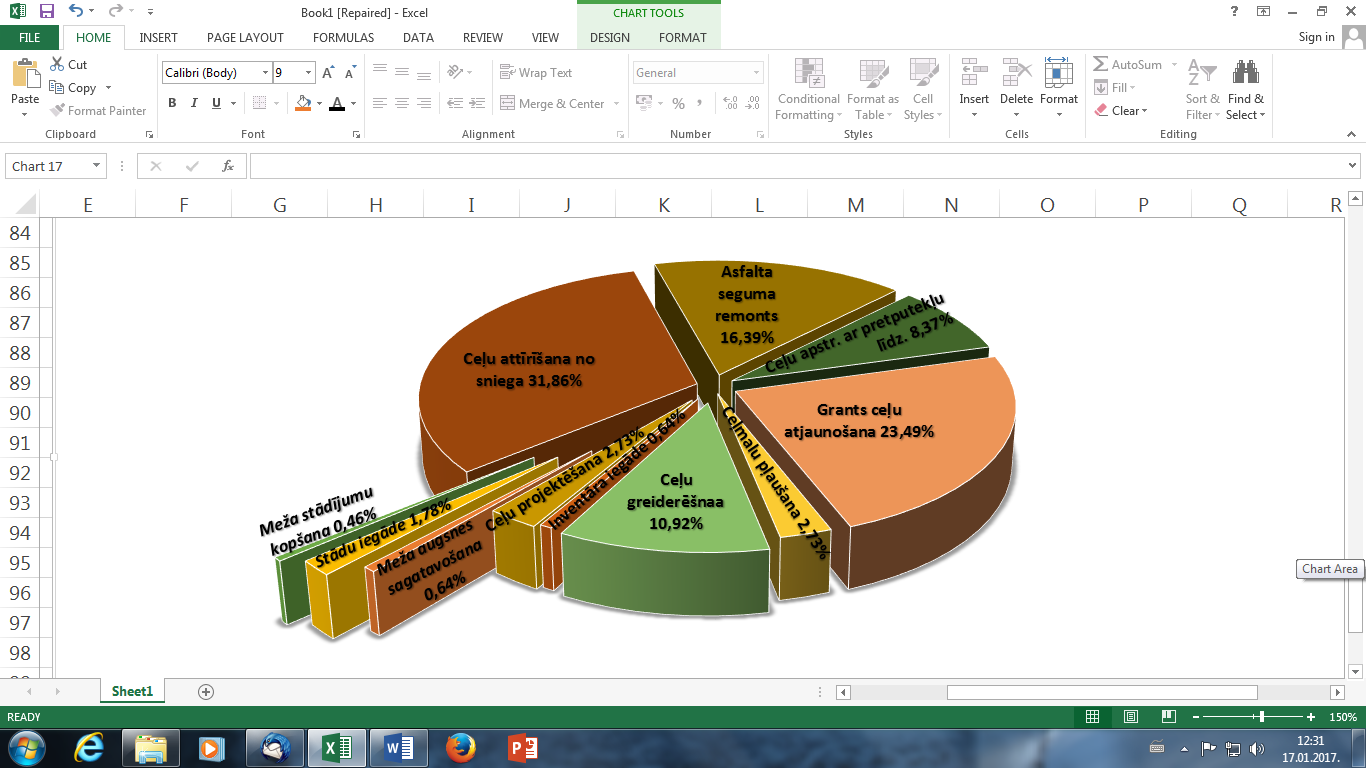 Book1 [Repaired] - Excel
CHART TOOLS
?
FILE
HOME
INSERT
PAGE LAYOUT
FORMULAS
DATA
REVIEW
VIEW
DESIGN
FORMAT
Sign in
Paste
Cut
Copy
Format Painter
Clipboard
Calibri (Body)
9
B I U
Font
Wrap Text
Merge & Center
Alignment
General
%
Number
Conditional
Formatting
Format as
Table
Cell
Styles
Styles
Insert
Delete
Format
Cells
AutoSum
Fill
Clear
Sort &
Filter
Find &
Select
Editing
Chart 17
fx
E F G H I J K L M N O P Q R
84
85
86
87
88
89
90
91
92
93
94
95
96
97
98
Asfalta
seguma
remonts
16,39%
Ceļu apstr. ar pretputekļu
līdz. 8,37%
Grants ceļu
atjaunošana 23,49%
Ceļmalu pļaušana 2,73%
Ceļu
greiderēšnaa
10,92%
Inventāra iegāde 0,64%
Ceļu projektēšana 2,73%
Meža augsnes
sagatavošana
0,64%
Stādu iegāde 1,78%
Meža stādījumu
kopšana 0,46%
Ceļu attīrīšana no
sniega 31,86%
Chart Area
Sheet1
READY
150%
12:31
17.01.2017.